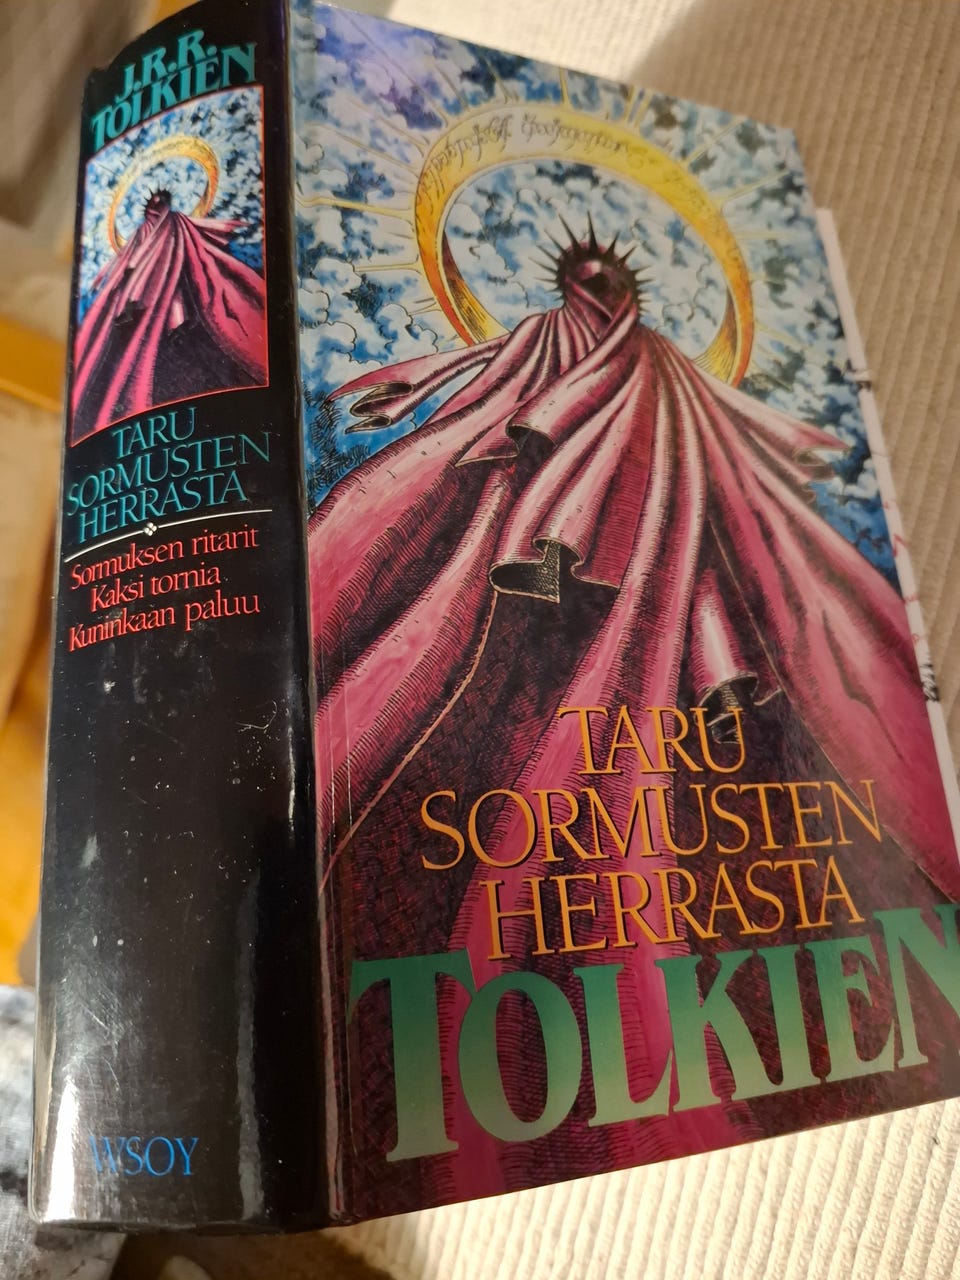 J.R.R.
TOLKIEN
TARU
SORMUSTEN
HERRASTA
Sormuksen ritarit
Kaksi tornia
Kuninkaan paluu
WSOY
TARU
SORMUSTEN
HERRASTA
TOLKIEN